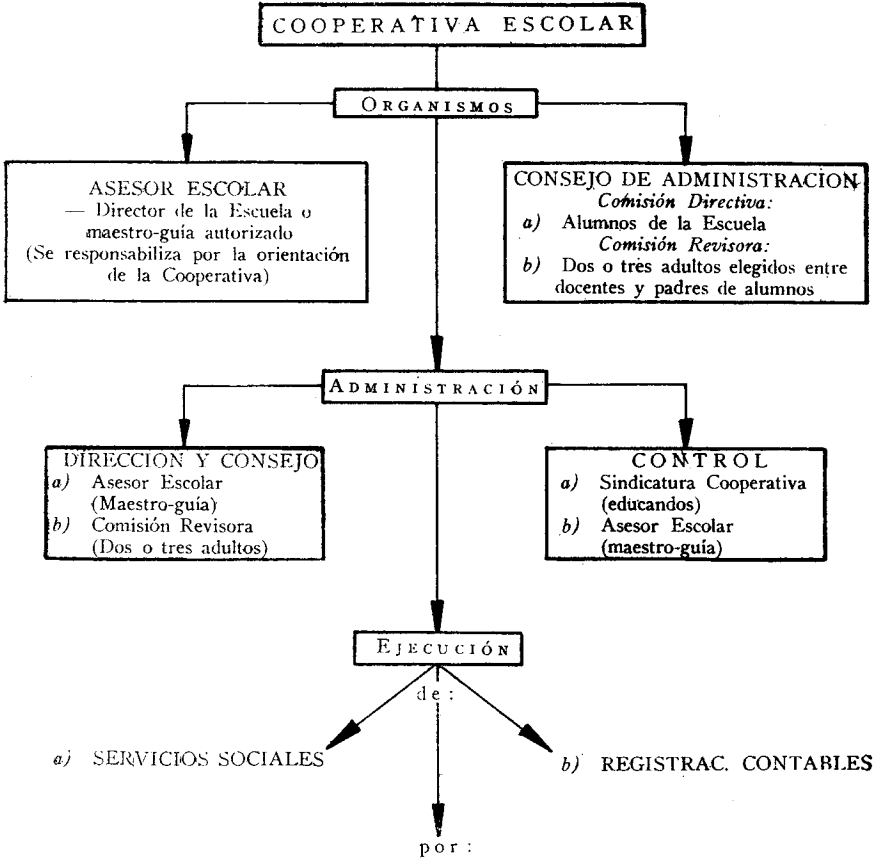 COOPERATIVA ESCOLAR
ORGANISMOS
ASESOR ESCOLAR
— Director de la Escuela o
maestro-guía autorizado
(Se responsabiliza por la orientación
de la Cooperativa)
CONSEJO DE ADMINISTRACION
Comisión Directiva:
a) Alumnos de la Escuela
Comisión Revisora:
b) Dos o tres adultos elegidos entre
docentes y padres de alumnos
ADMINISTRACIÓN
DIRECCION Y CONSEJO
a) Asesor Escolar
(Maestro-guía)
b) Comisión Revisora
(Dos o tres adultos)
CONTROL
a) Sindicatura Cooperativa
(educandos)
b) Asesor Escolar
(maestro-guía)
EJECUCIÓN
de:
a) SERVICIOS SOCIALES
b) REGISTRAC. CONTABLES
por: